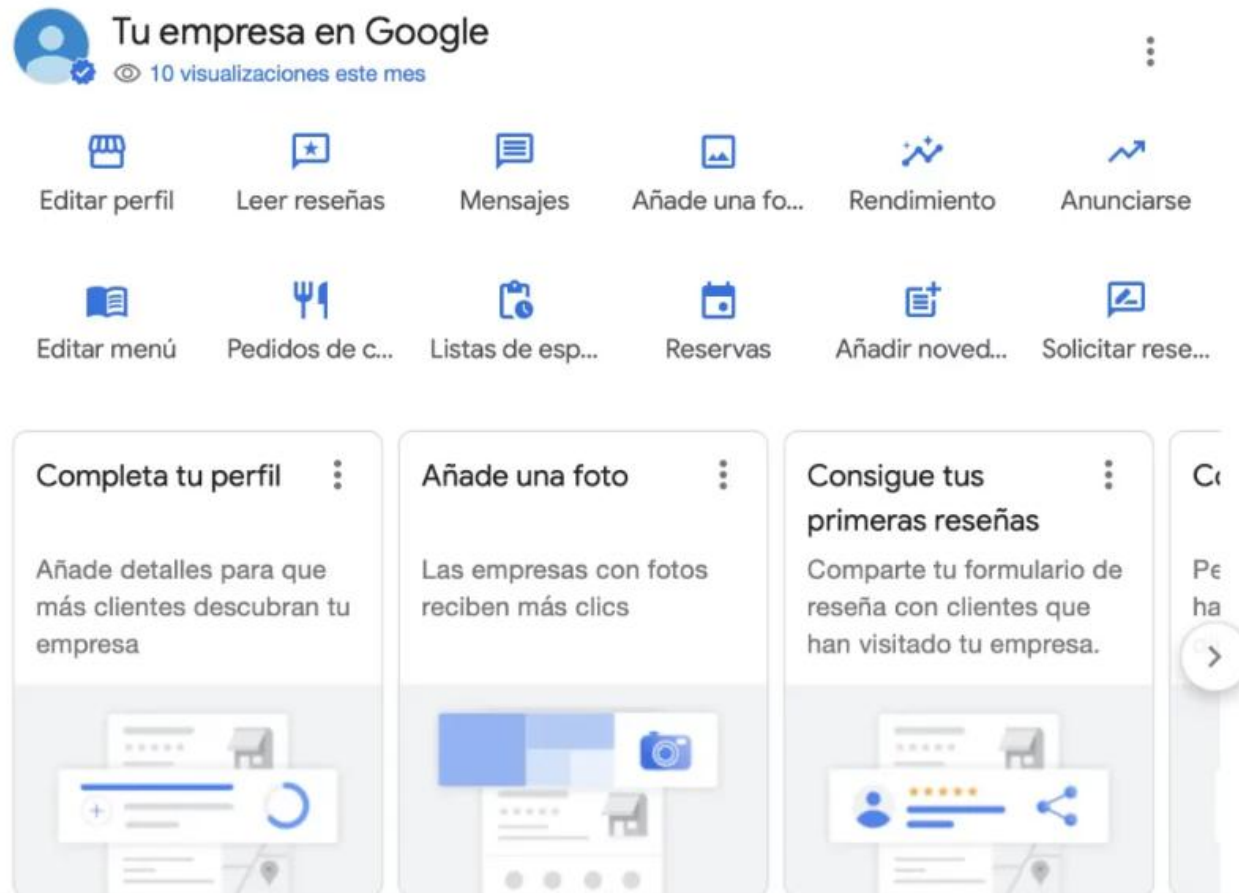 Tu empresa en Google
10 visualizaciones este mes
Editar perfil
Leer reseñas
Mensajes
Añade una fo...
Rendimiento
Anunciarse
Editar menú
Pedidos de c...
Listas de esp...
Reservas
Añadir noved...
Solicitar rese...
Completa tu perfil
Añade detalles para que
más clientes descubran tu
empresa
Añade una foto
Las empresas con fotos
reciben más clics
Consigue tus
primeras reseñas
Comparte tu formulario de
reseña con clientes que
han visitado tu empresa.